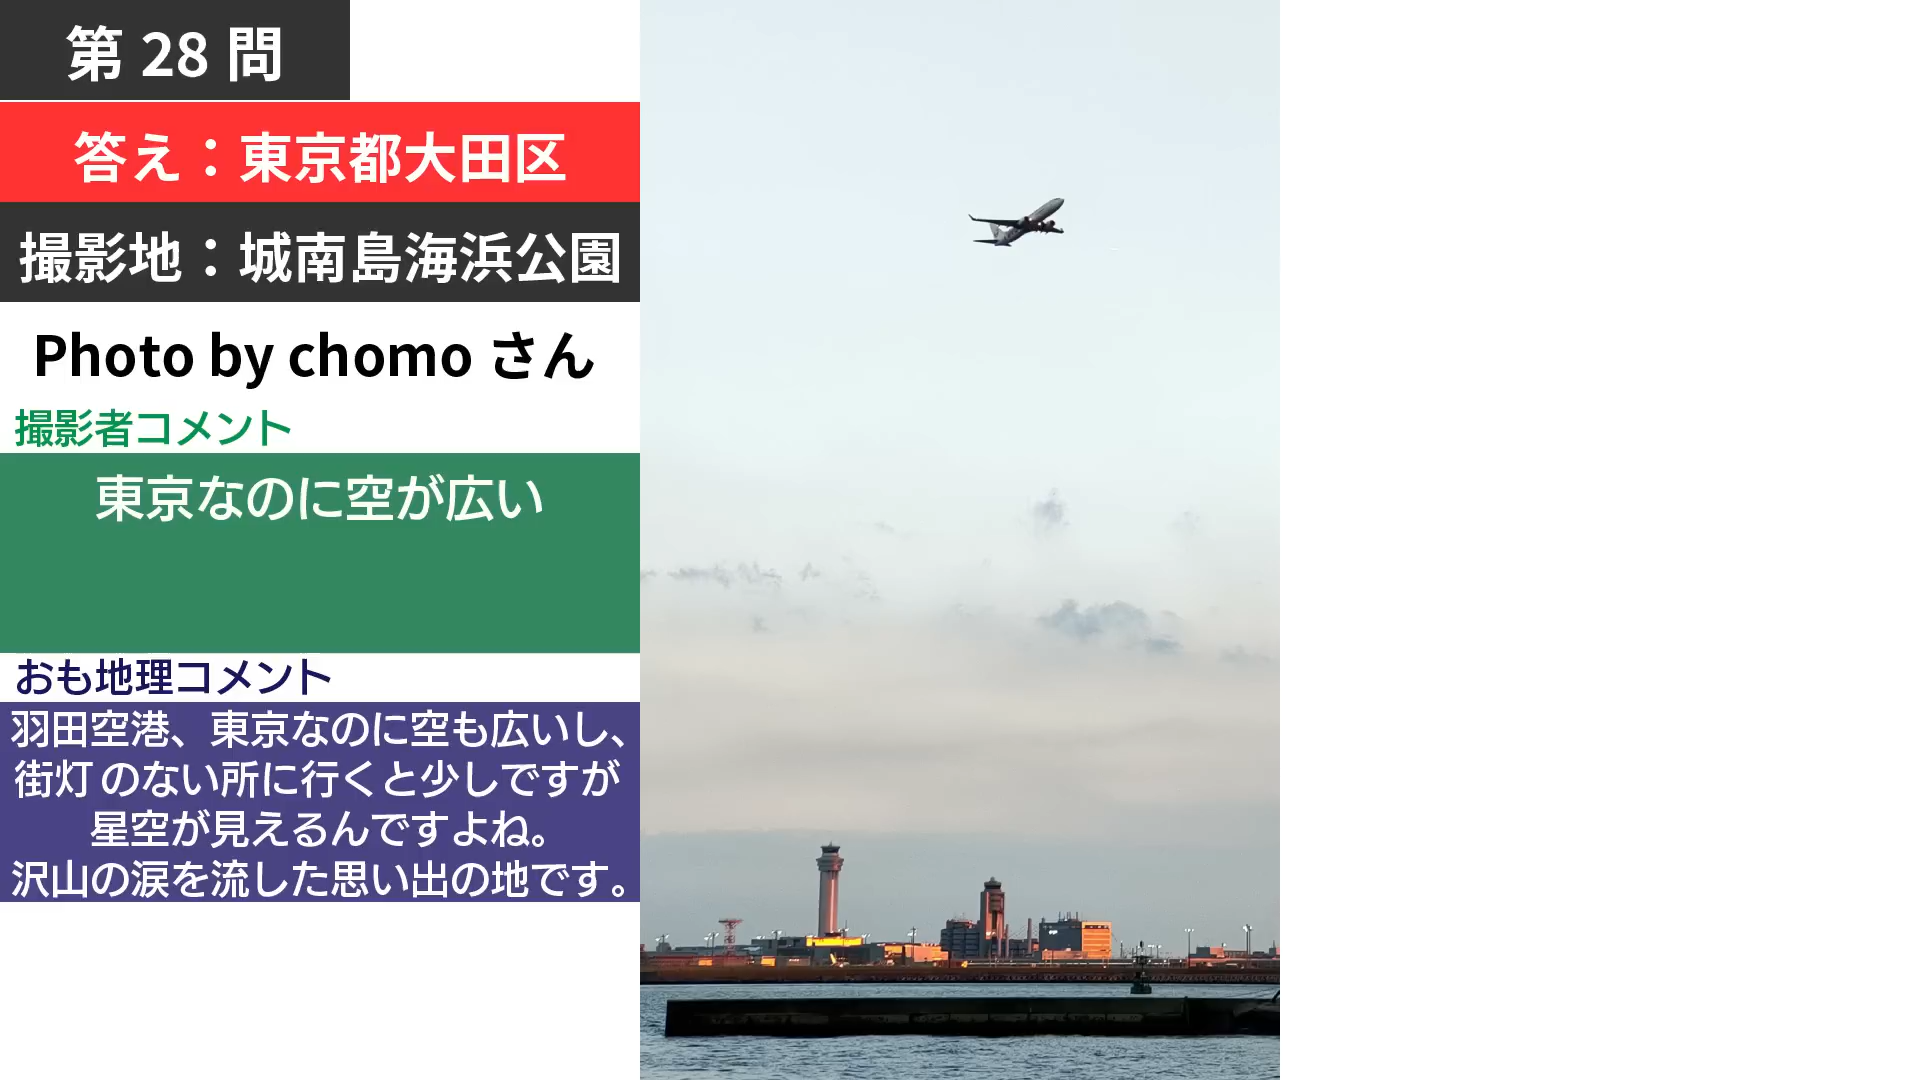 第 28 問
答え：東京都大田区
撮影地：城南島海浜公園
Photo by chomo さん
撮影者コメント
東京なのに空が広い
おも地理コメント
羽田空港、東京なのに空も広いし、
街灯のない所に行くと少しですが
星空が見えるんですよね。
沢山の涙を流した思い出の地です。